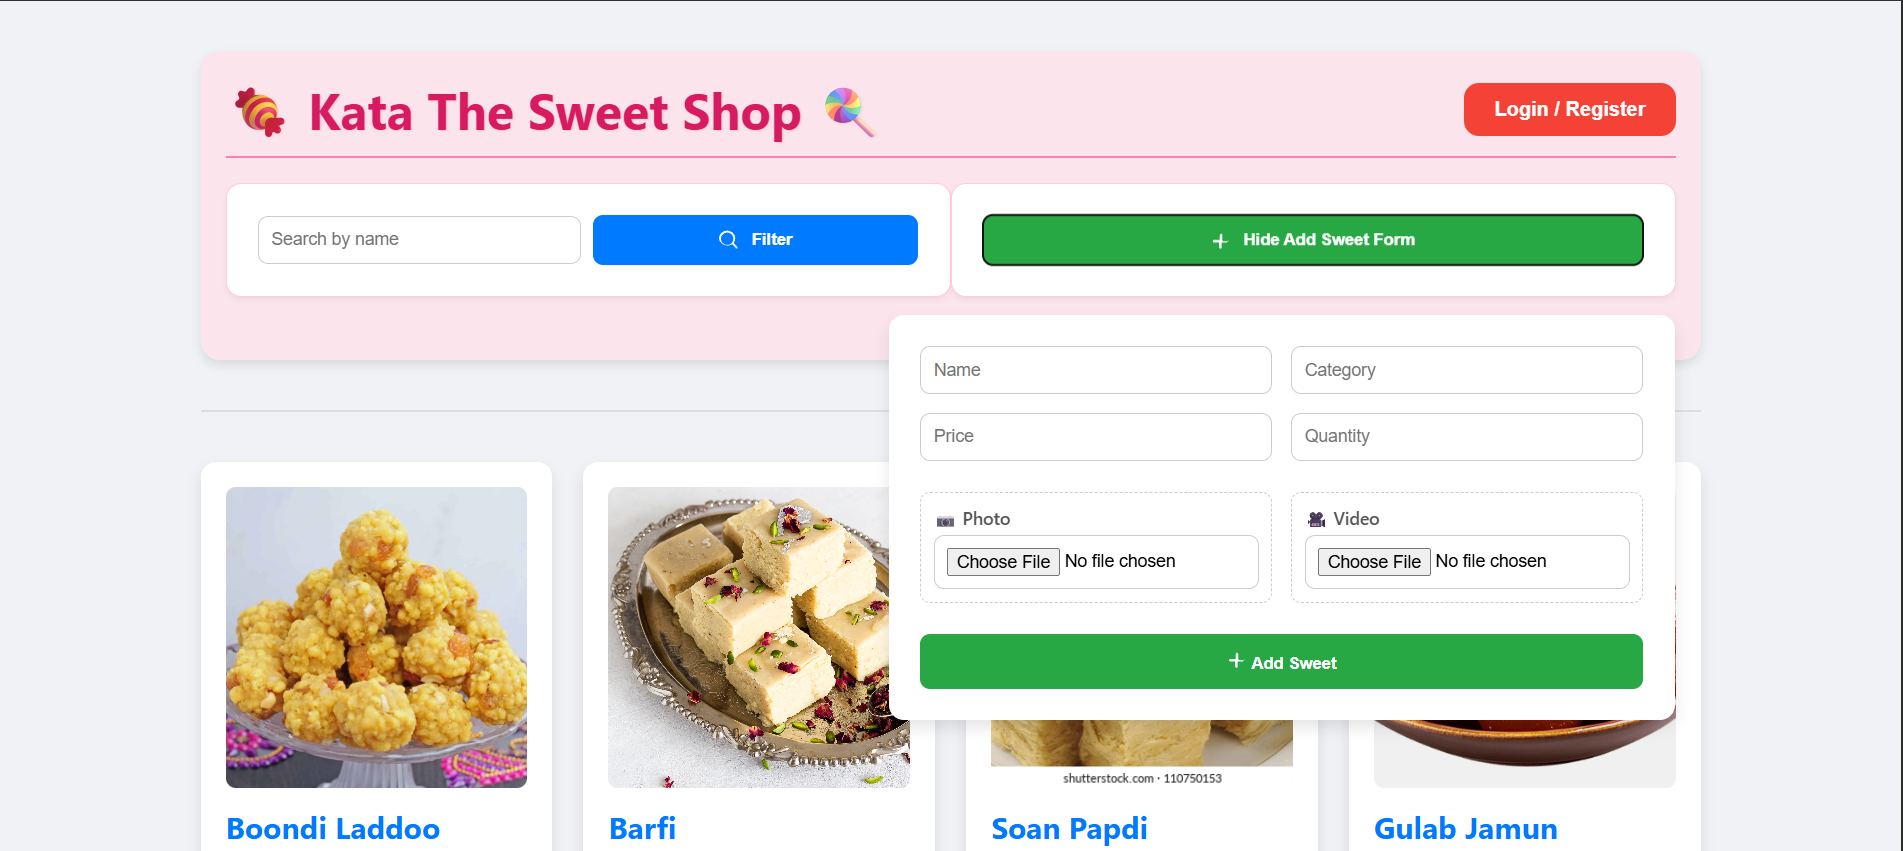 Kata The Sweet Shop
Login / Register
Search by name
Filter
Hide Add Sweet Form
Name
Category
Price
Quantity
Photo
Video
Choose File No file chosen
Choose File No file chosen
Add Sweet
shutterstock.com · 110750153
Boondi Laddoo
Barfi
Soan Papdi
Gulab Jamun